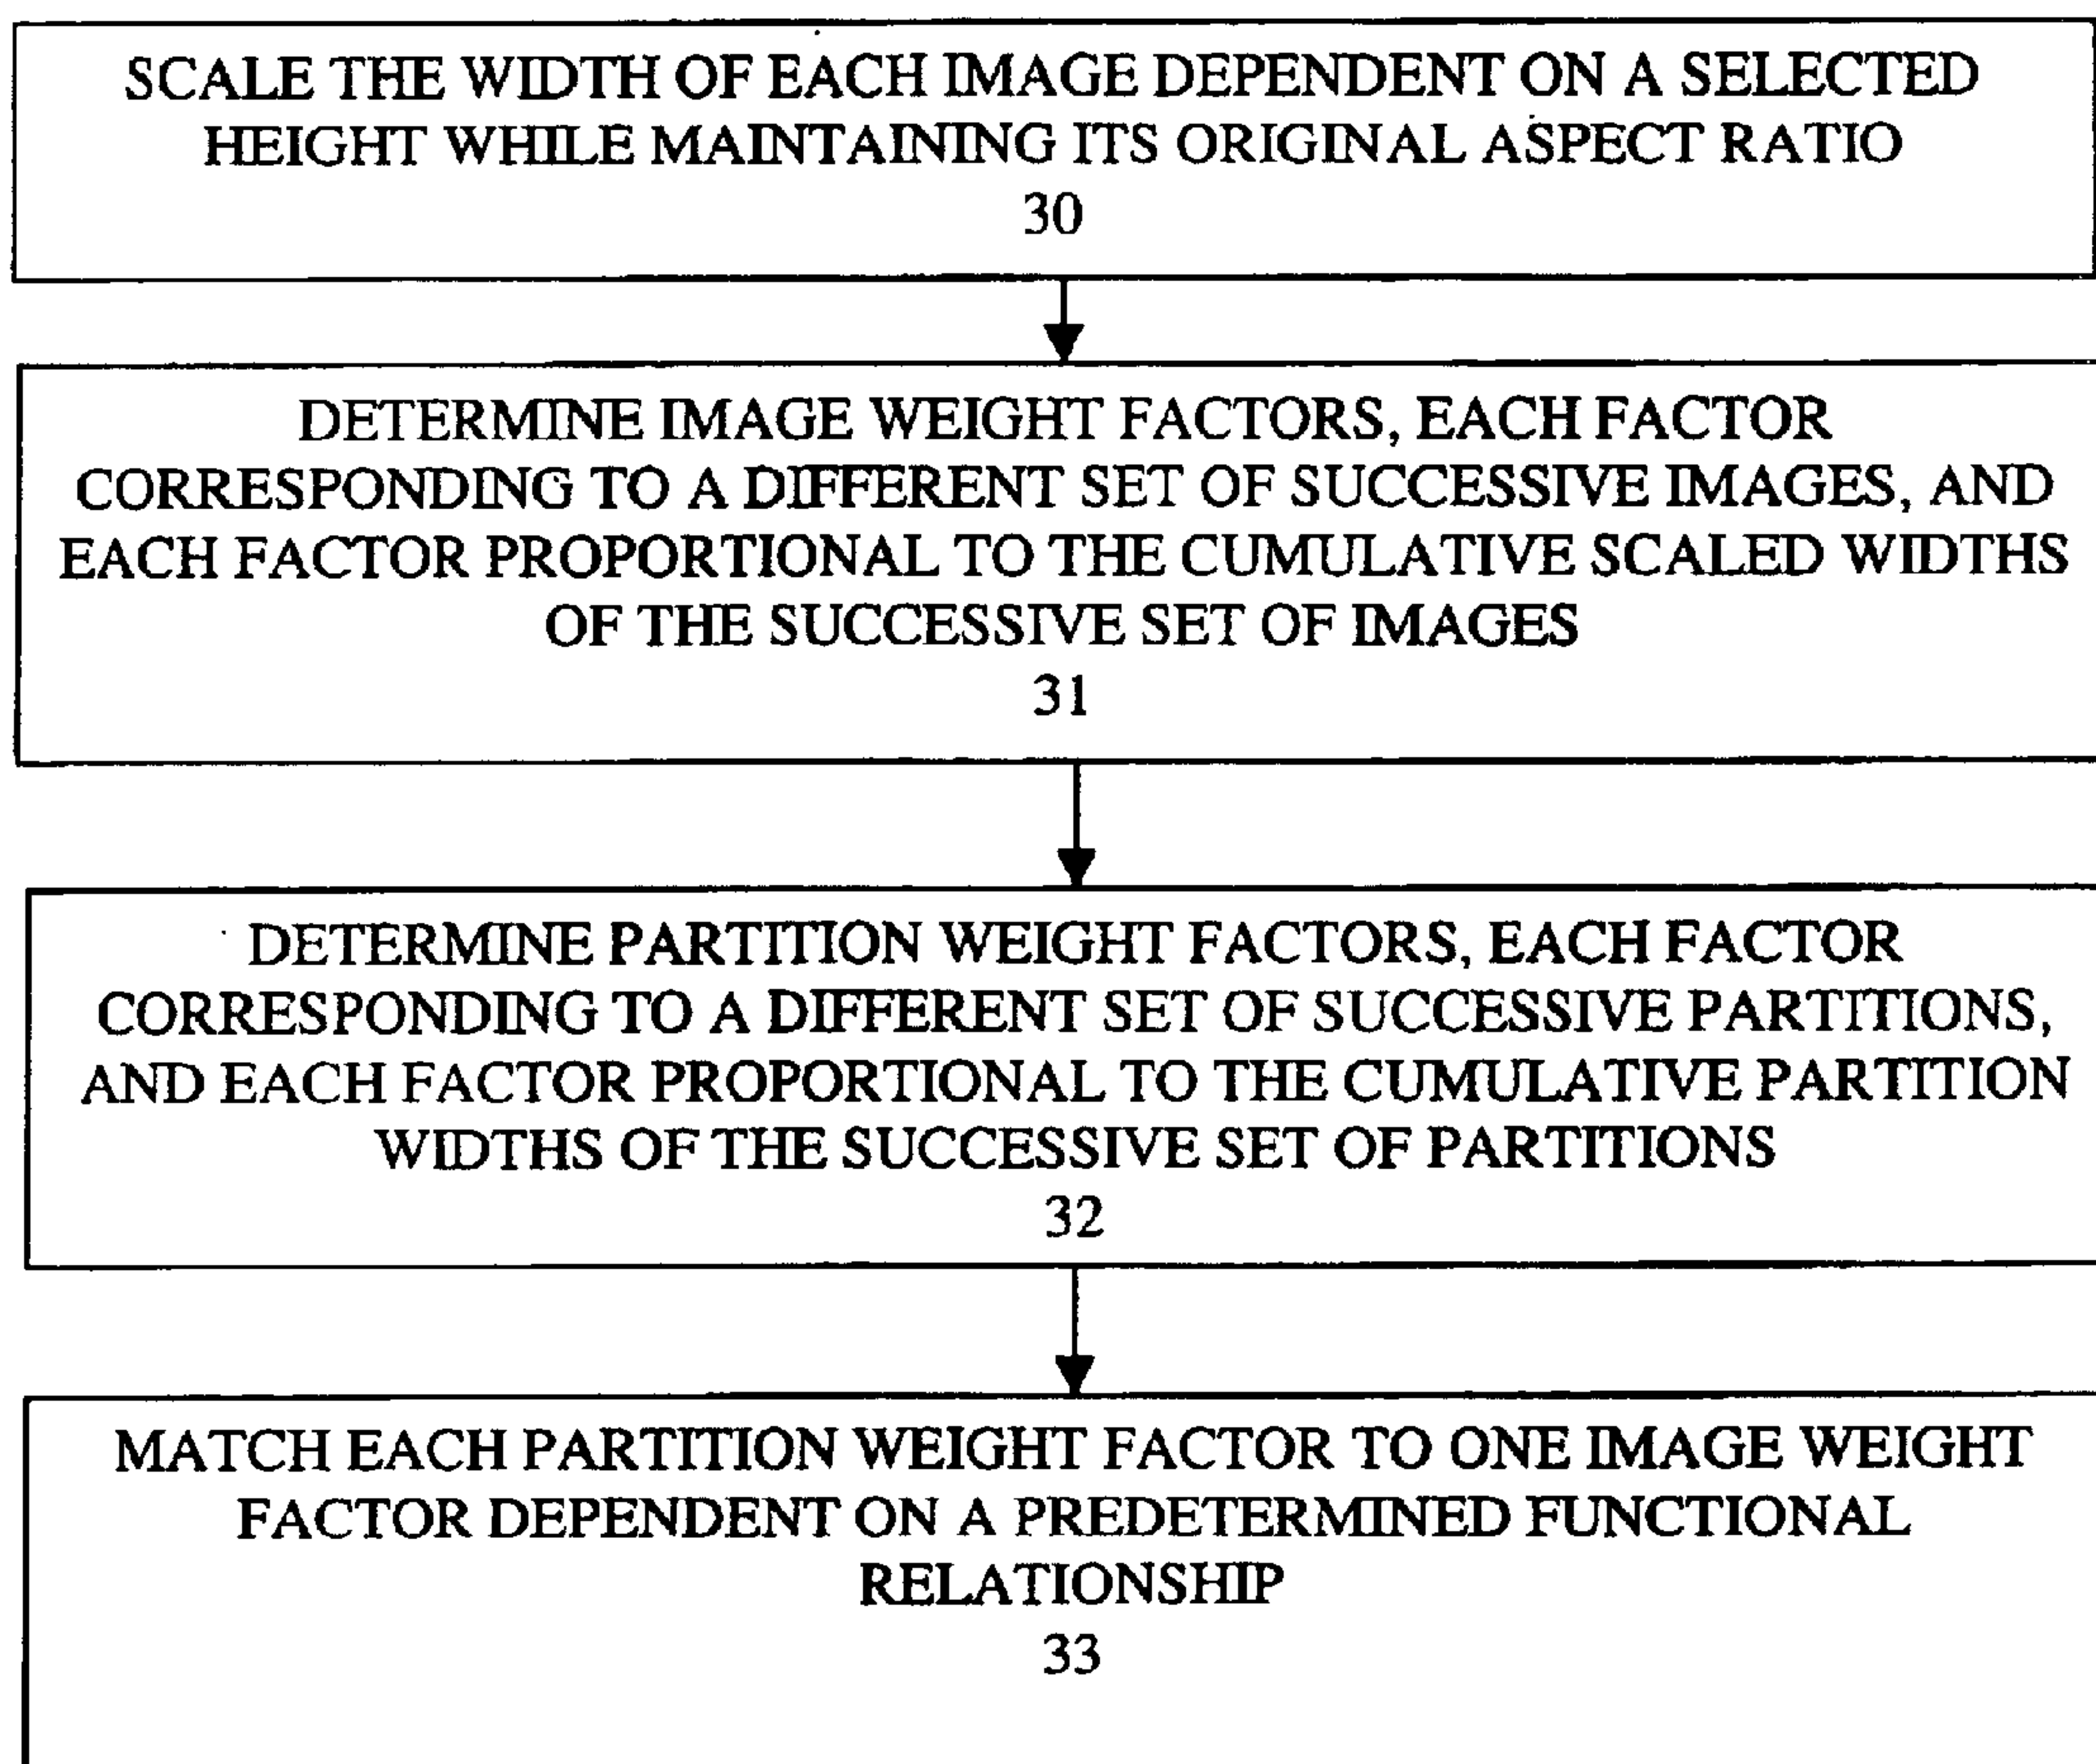 SCALE THE WIDTH OF EACH IMAGE DEPENDENT ON A SELECTED
HEIGHT WHILE MAINTAINING ITS ORIGINAL ASPECT RATIO
30
DETERMINE IMAGE WEIGHT FACTORS, EACH FACTOR
CORRESPONDING TO A DIFFERENT SET OF SUCCESSIVE IMAGES, AND
EACH FACTOR PROPORTIONAL TO THE CUMULATIVE SCALED WIDTHS
OF THE SUCCESSIVE SET OF IMAGES
31
DETERMINE PARTITION WEIGHT FACTORS, EACH FACTOR
CORRESPONDING TO A DIFFERENT SET OF SUCCESSIVE PARTITIONS,
AND EACH FACTOR PROPORTIONAL TO THE CUMULATIVE PARTITION
WIDTHS OF THE SUCCESSIVE SET OF PARTITIONS
32
MATCH EACH PARTITION WEIGHT FACTOR TO ONE IMAGE WEIGHT
FACTOR DEPENDENT ON A PREDETERMINED FUNCTIONAL
RELATIONSHIP
33